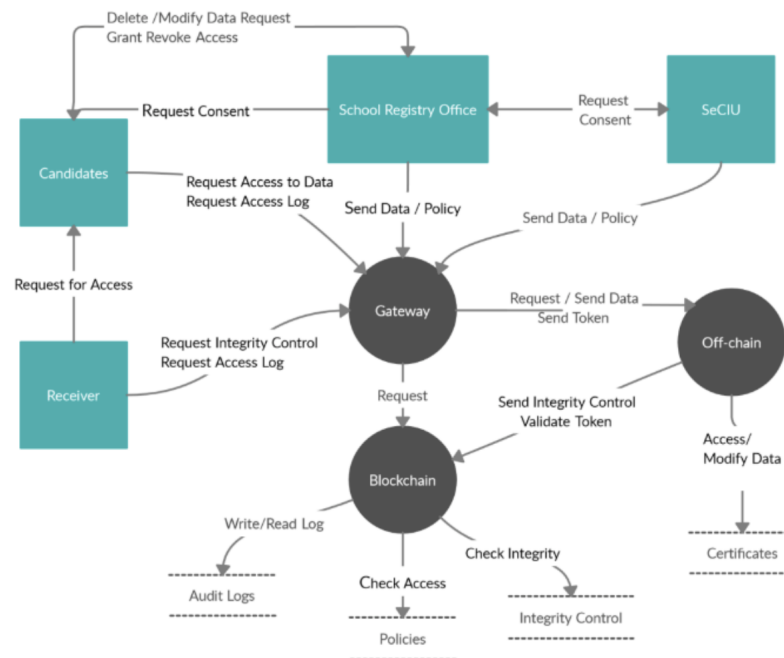 Delete /Modify Data Request
Grant Revoke Access
Request Consent
School Registry Office
Request
Consent
SeCIU
Candidates
Request Access to Data
Request Access Log
Send Data / Policy
Send Data / Policy
Request for Access
Gateway
Request / Send Data
Send Token
Off-chain
Request Integrity Control
Request Access Log
Receiver
Request
Send Integrity Control
Validate Token
Access/
Modify Data
Blockchain
Write/Read Log
Check Integrity
Certificates
Check Access
Audit Logs
Integrity Control
Policies